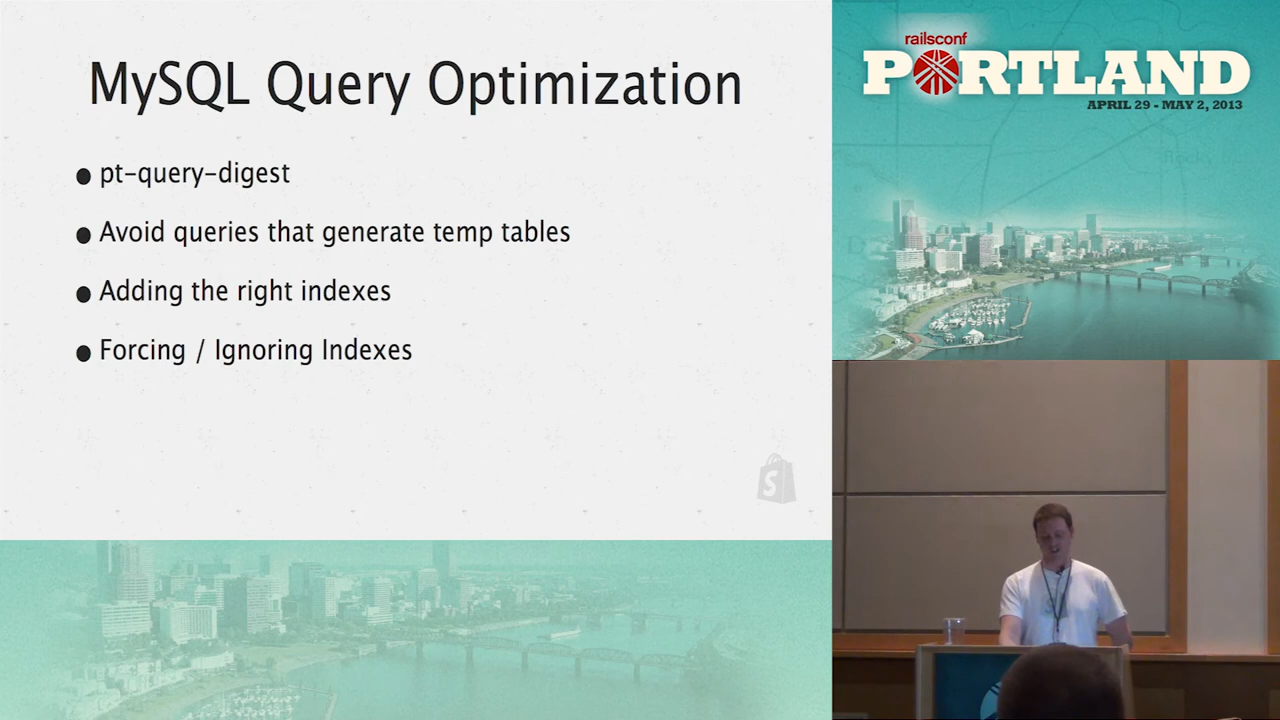 MySQL Query Optimization
● pt-query-digest
● Avoid queries that generate temp tables
● Adding the right indexes
● Forcing / Ignoring Indexes
S
railsconf
PORTLAND
APRIL 29 - MAY 2, 2013